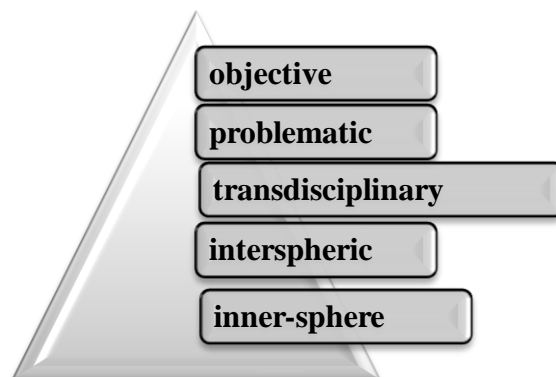 objective
problematic
transdisciplinary
interspheric
inner-sphere